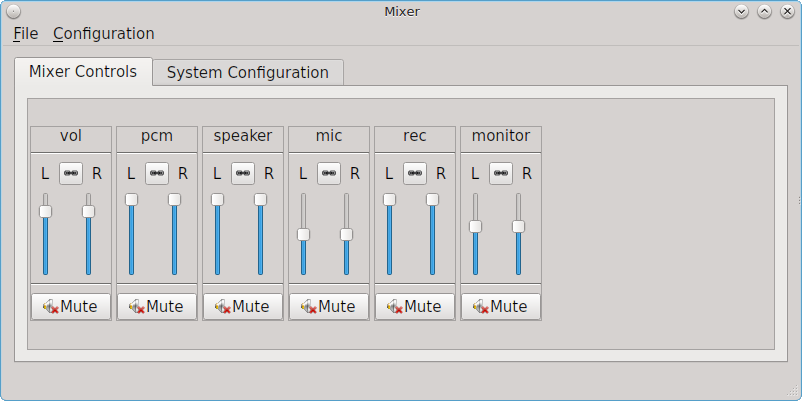 Mixer
File Configuration
Mixer Controls System Configuration
vol pcm speaker mic rec monitor
L R L R L R L R L R L R
Mute Mute Mute Mute Mute Mute